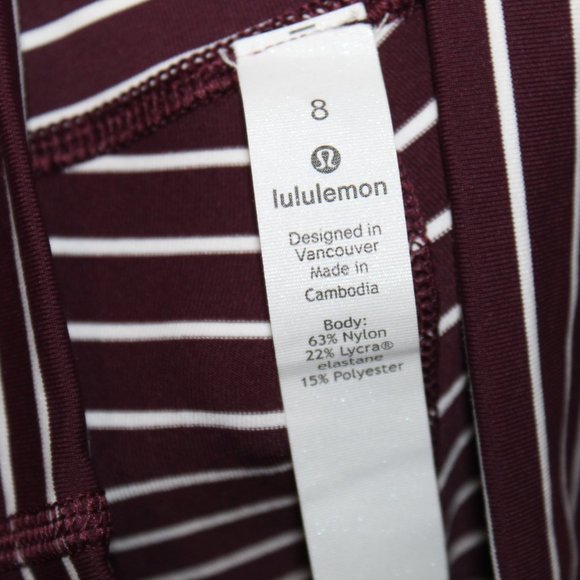 8
lululemon
Designed in
Vancouver
Made in
Cambodia
Body:
63% Nylon
22% Lycra®
elastane
15% Polyester